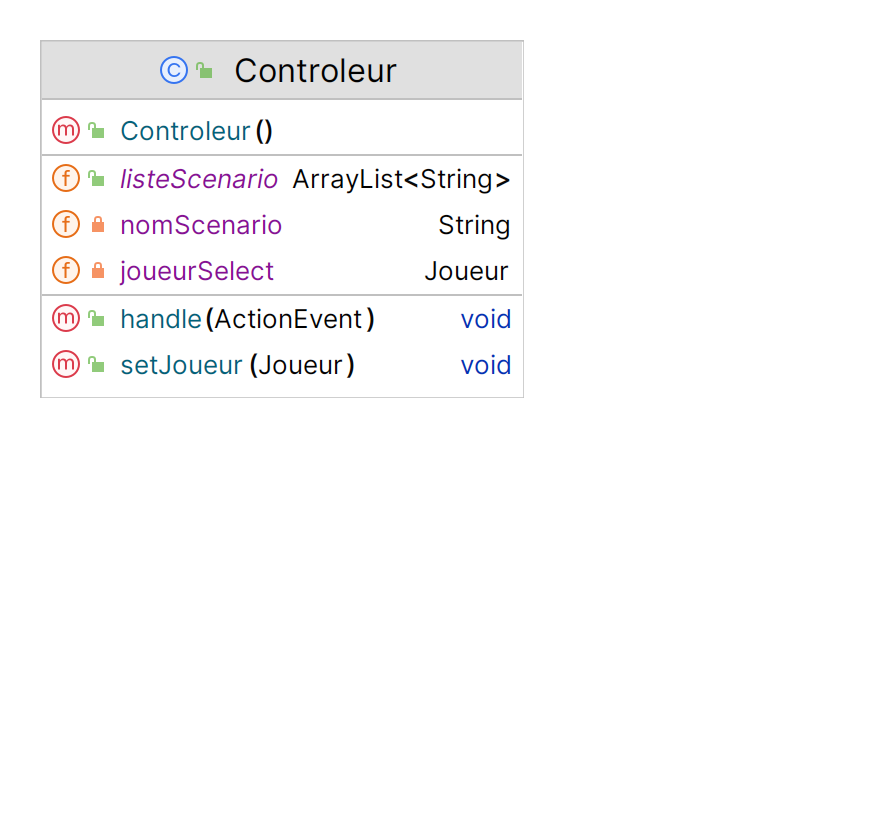 C Controleur
m Controleur()
f listeScenario ArrayList<String>
f nomScenario String
f joueurSelect Joueur
m handle(ActionEvent) void
m setJoueur(Joueur) void